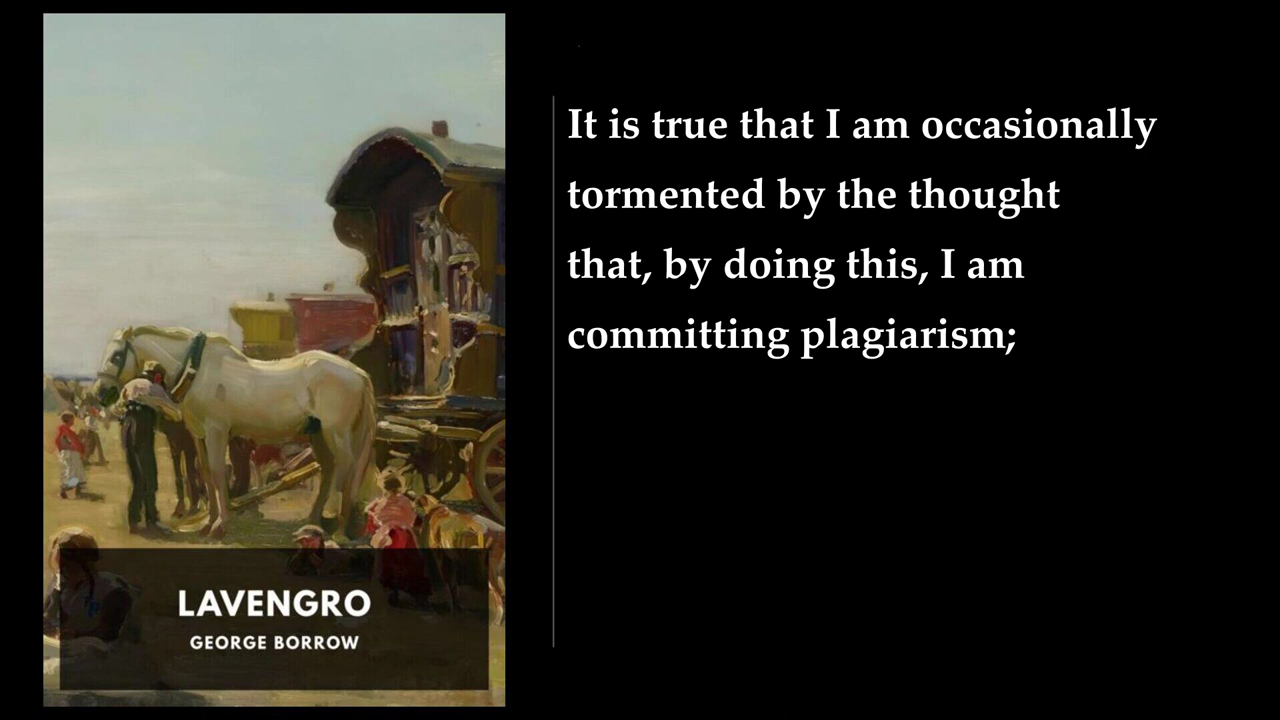 It is true that I am occasionally
tormented by the thought
that, by doing this, I am
committing plagiarism;
LAVENGRO
GEORGE BORROW